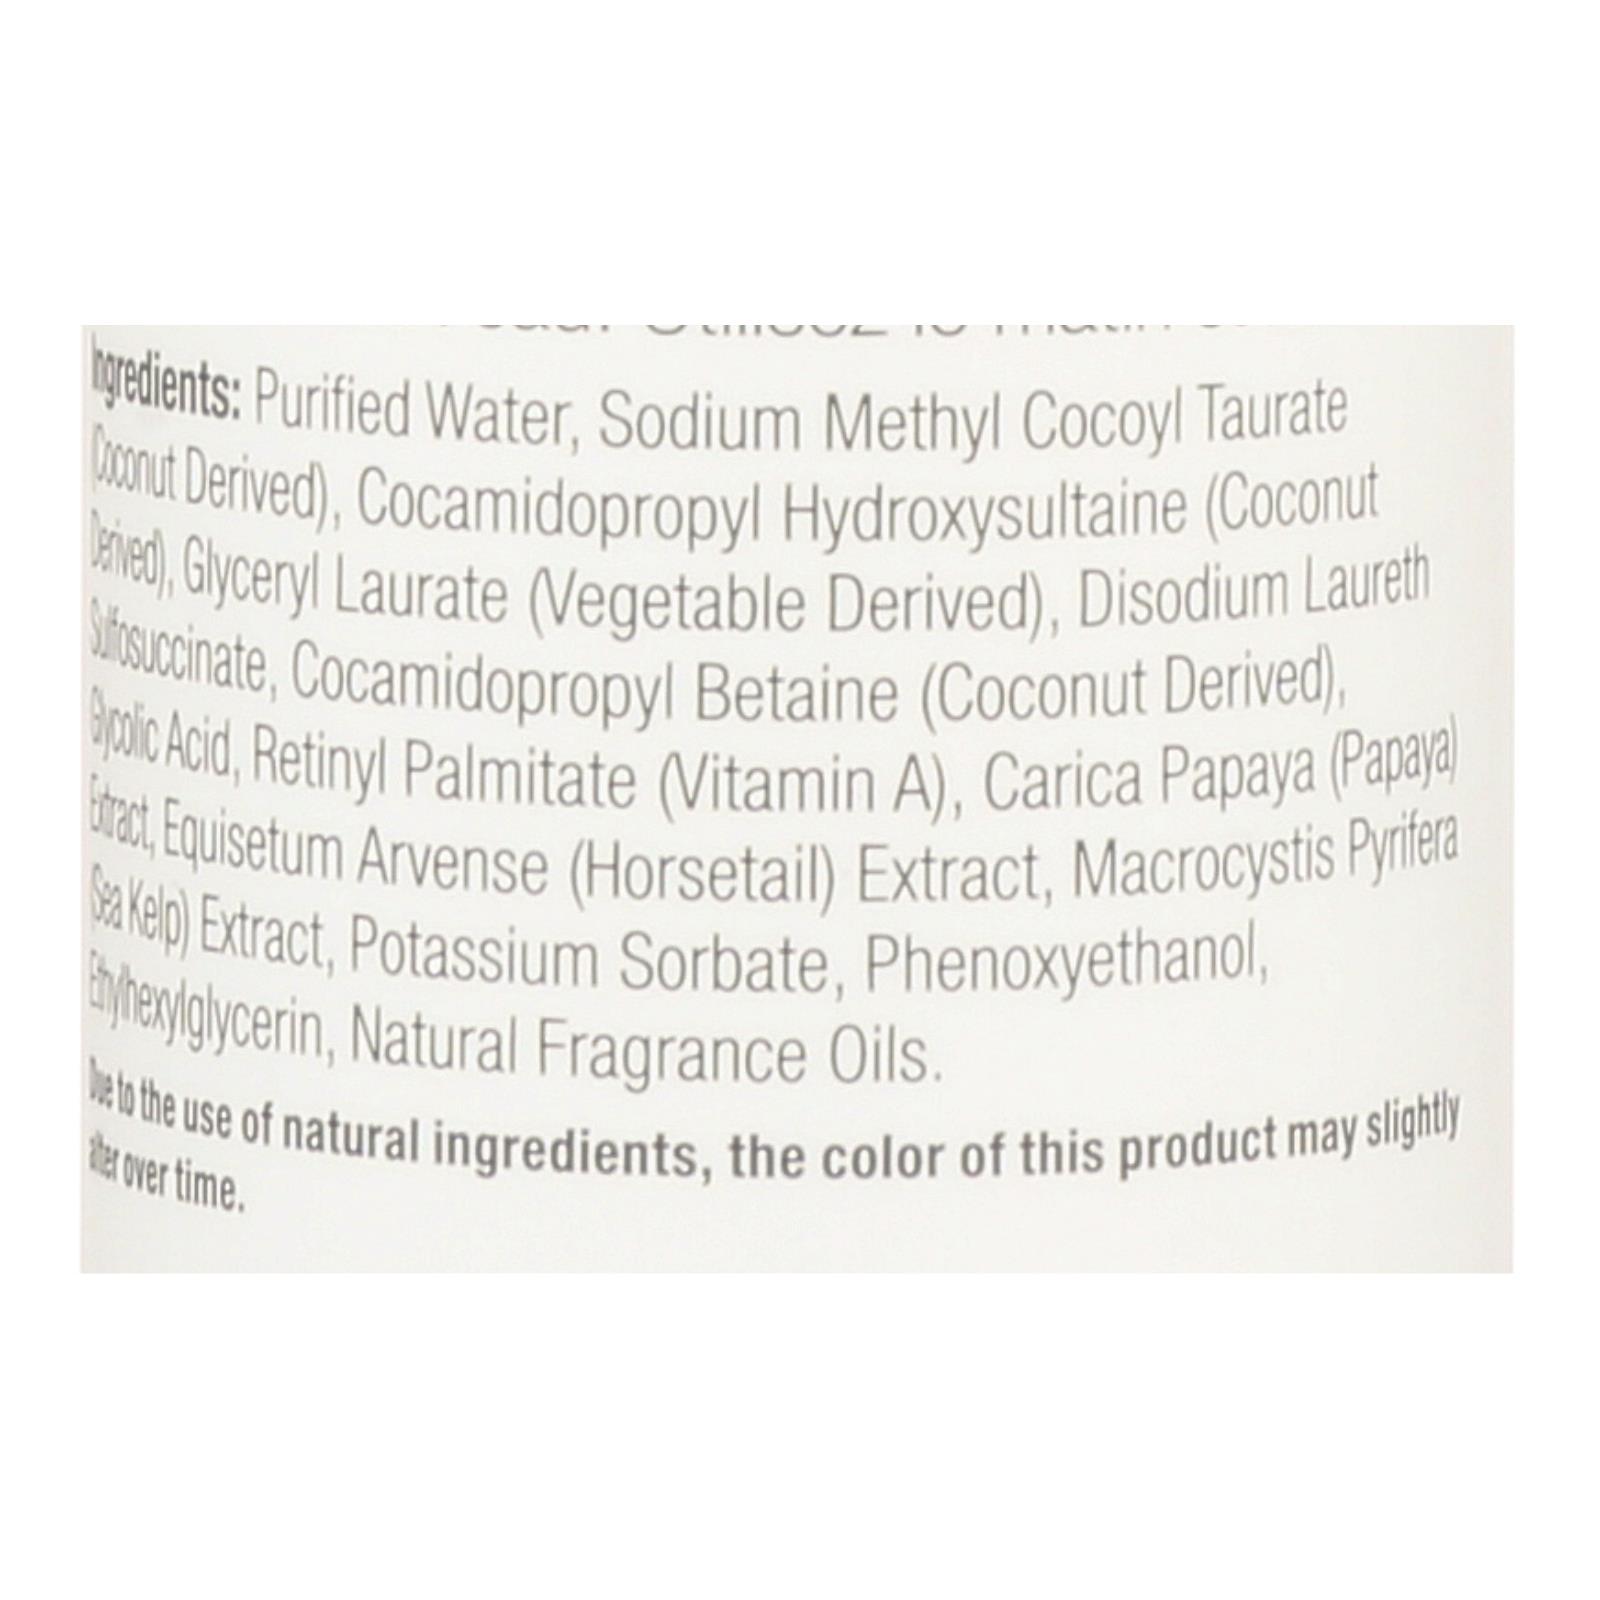 Utilisez le matin
Ingredients: Purified Water, Sodium Methyl Cocoyl Taurate
(Coconut Derived), Cocamidopropyl Hydroxysultaine (Coconut
Derived), Glyceryl Laurate (Vegetable Derived), Disodium Laureth
Sulfosuccinate, Cocamidopropyl Betaine (Coconut Derived),
Glycolic Acid, Retinyl Palmitate (Vitamin A), Carica Papaya (Papaya)
Extract, Equisetum Arvense (Horsetail) Extract, Macrocystis Pyrifera
(Sea Kelp) Extract, Potassium Sorbate, Phenoxyethanol,
Ethylhexylglycerin, Natural Fragrance Oils.
Due to the use of natural ingredients, the color of this product may slightly
alter over time.